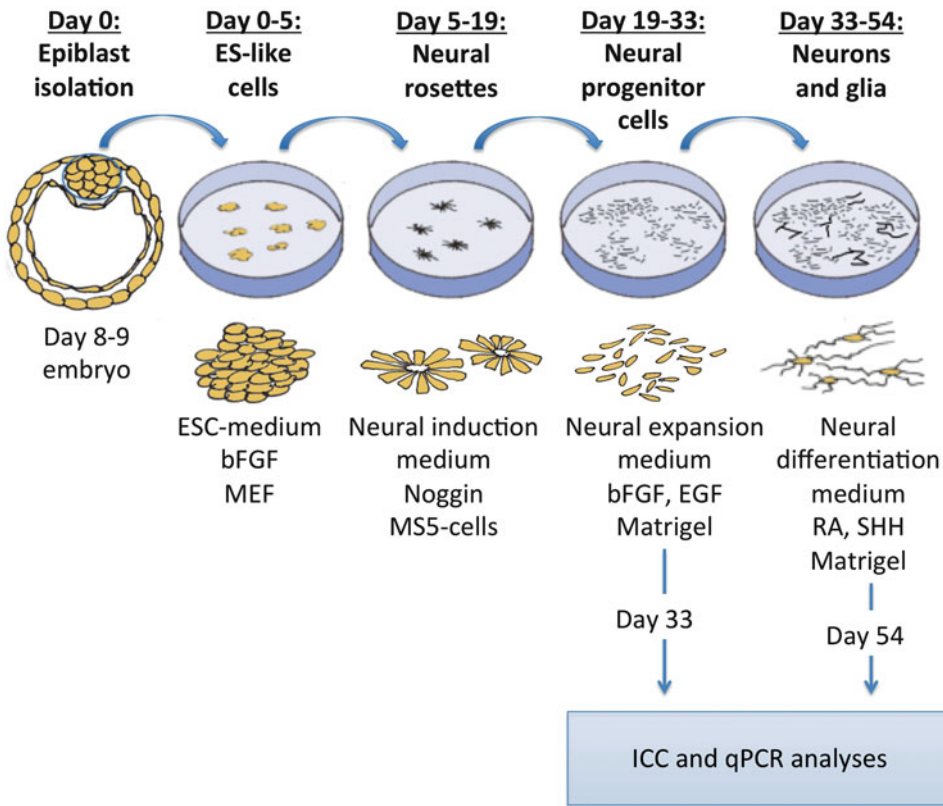 Day 0:
Epiblast
isolation
Day 0-5:
ES-like
cells
Day 5-19:
Neural
rosettes
Day 19-33:
Neural
progenitor
cells
Day 33-54:
Neurons
and glia
Day 8-9
embryo
ESC-medium
bFGF
MEF
Neural induction
medium
Noggin
MS5-cells
Neural expansion
medium
bFGF, EGF
Matrigel
Neural
differentiation
medium
RA, SHH
Matrigel
Day 33
Day 54
ICC and qPCR analyses